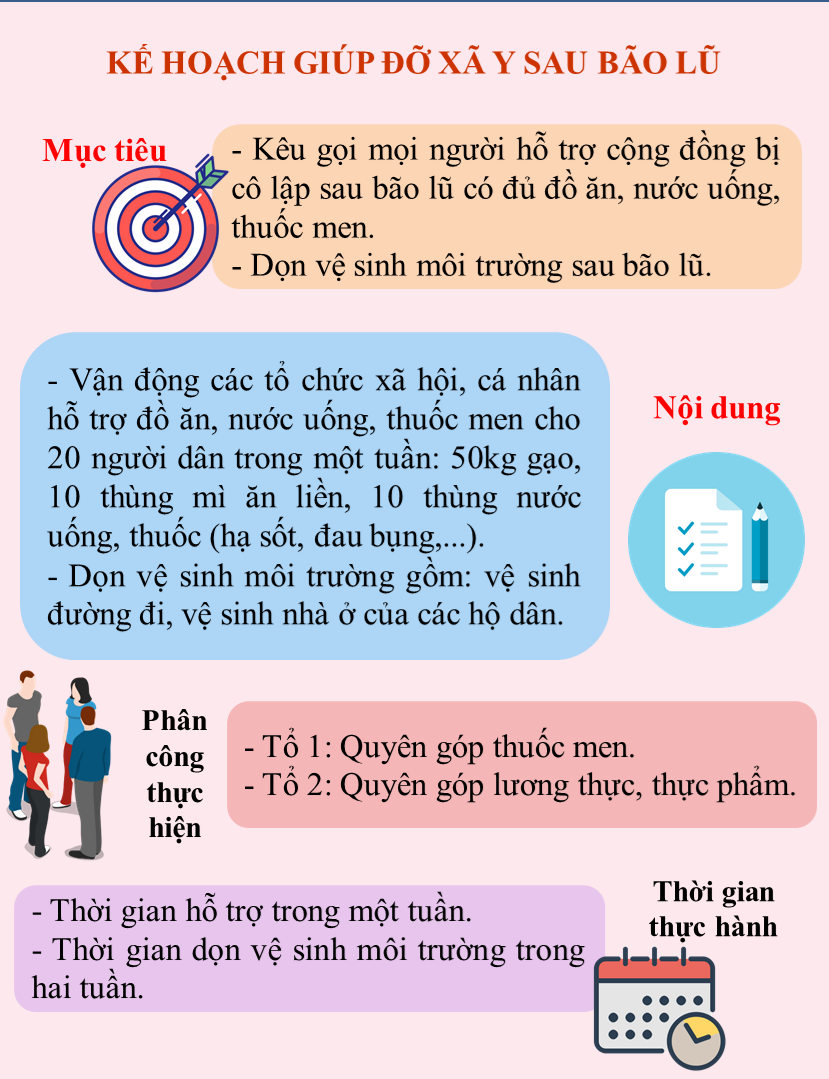 KẾ HOẠCH GIÚP ĐỠ XÃ Y SAU BÃO LŨ
Mục tiêu
- Kêu gọi mọi người hỗ trợ cộng đồng bị
cô lập sau bão lũ có đủ đồ ăn, nước uống,
thuốc men.
- Dọn vệ sinh môi trường sau bão lũ.
- Vận động các tổ chức xã hội, cá nhân
hỗ trợ đồ ăn, nước uống, thuốc men cho
20 người dân trong một tuần: 50kg gạo,
10 thùng mì ăn liền, 10 thùng nước
uống, thuốc (hạ sốt, đau bụng,...).
- Dọn vệ sinh môi trường gồm: vệ sinh
đường đi, vệ sinh nhà ở của các hộ dân.
Nội dung
Phân
công
thực
hiện
- Tổ 1: Quyên góp thuốc men.
- Tổ 2: Quyên góp lương thực, thực phẩm.
- Thời gian hỗ trợ trong một tuần.
- Thời gian dọn vệ sinh môi trường trong
hai tuần.
Thời gian
thực hành